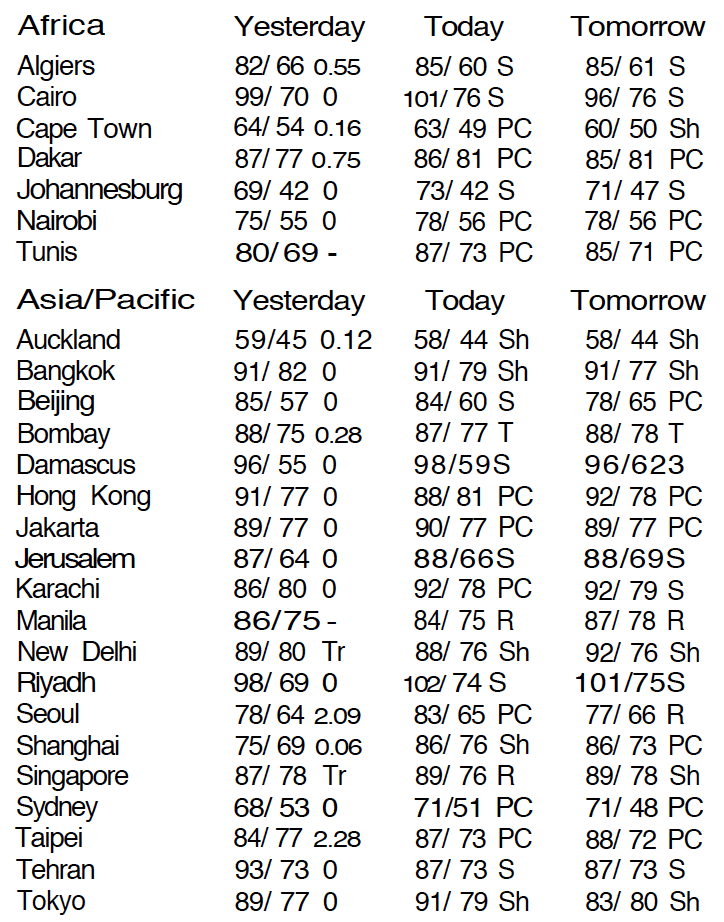 Africa Yesterday Today Tomorrow
Algiers 82/ 66 0.55 85/ 60 S 85/ 61 S
Cairo 99/ 70 0 101/ 76 S 96/ 76 S
Cape Town 64/ 54 0.16 63/ 49 PC 60/ 50 Sh
Dakar 87/ 77 0.75 86/ 81 PC 85/ 81 PC
Johannesburg 69/ 42 0 73/ 42 S 71/ 47 S
Nairobi 75/ 55 0 78/ 56 PC 78/ 56 PC
Tunis 80/ 69 - 87/ 73 PC 85/ 71 PC
Asia/Pacific Yesterday Today Tomorrow
Auckland 59/45 0.12 58/ 44 Sh 58/ 44 Sh
Bangkok 91/ 82 0 91/ 79 Sh 91/ 77 Sh
Beijing 85/ 57 0 84/ 60 S 78/ 65 PC
Bombay 88/ 75 0.28 87/ 77 T 88/ 78 T
Damascus 96/ 55 0 98/59S 96/623
Hong Kong 91/ 77 0 88/ 81 PC 92/ 78 PC
Jakarta 89/ 77 0 90/ 77 PC 89/ 77 PC
Jerusalem 87/ 64 0 88/66S 88/69S
Karachi 86/ 80 0 92/ 78 PC 92/ 79 S
Manila 86/75 - 84/ 75 R 87/ 78 R
New Delhi 89/ 80 Tr 88/ 76 Sh 92/ 76 Sh
Riyadh 98/ 69 0 102/ 74 S 101/75S
Seoul 78/ 64 2.09 83/ 65 PC 77/ 66 R
Shanghai 75/ 69 0.06 86/ 76 Sh 86/ 73 PC
Singapore 87/ 78 Tr 89/ 76 R 89/ 78 Sh
Sydney 68/ 53 0 71/51 PC 71/ 48 PC
Taipei 84/ 77 2.28 87/ 73 PC 88/ 72 PC
Tehran 93/ 73 0 87/ 73 S 87/ 73 S
Tokyo 89/ 77 0 91/ 79 Sh 83/ 80 Sh